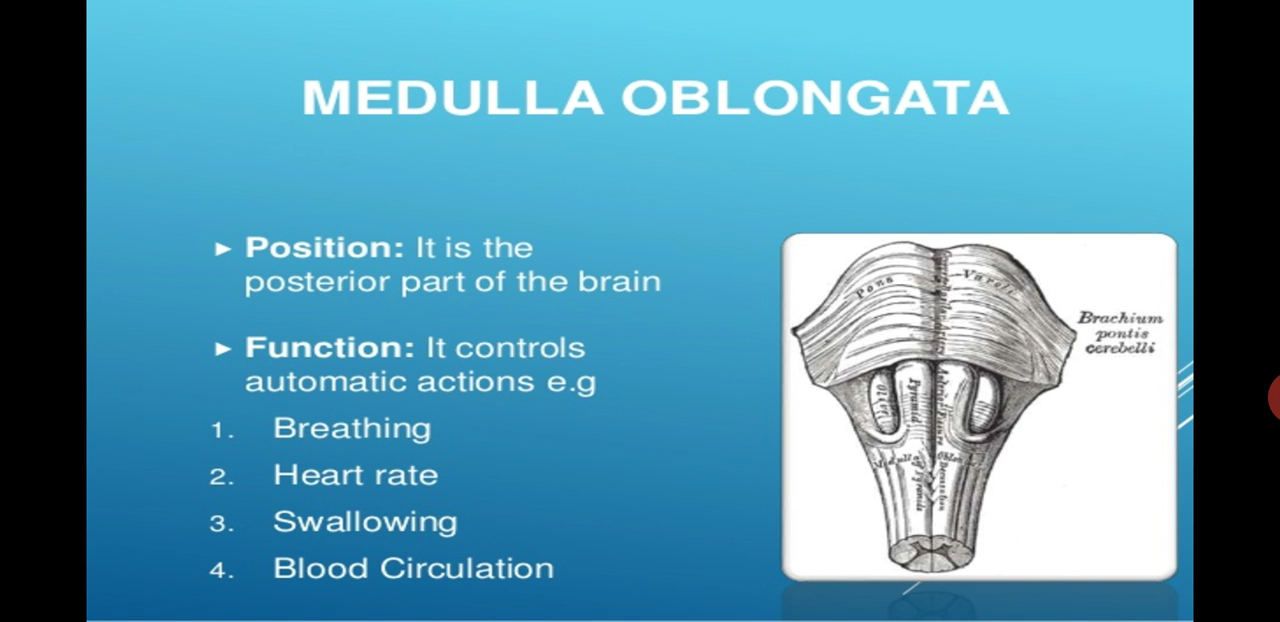 MEDULLA OBLONGATA
► Position: It is the
posterior part of the brain
► Function: It controls
automatic actions e.g
1. Breathing
2. Heart rate
3. Swallowing
4. Blood Circulation
Pons
Varolii
Brachium
pontis
cerebelli
Olive
Pyramid